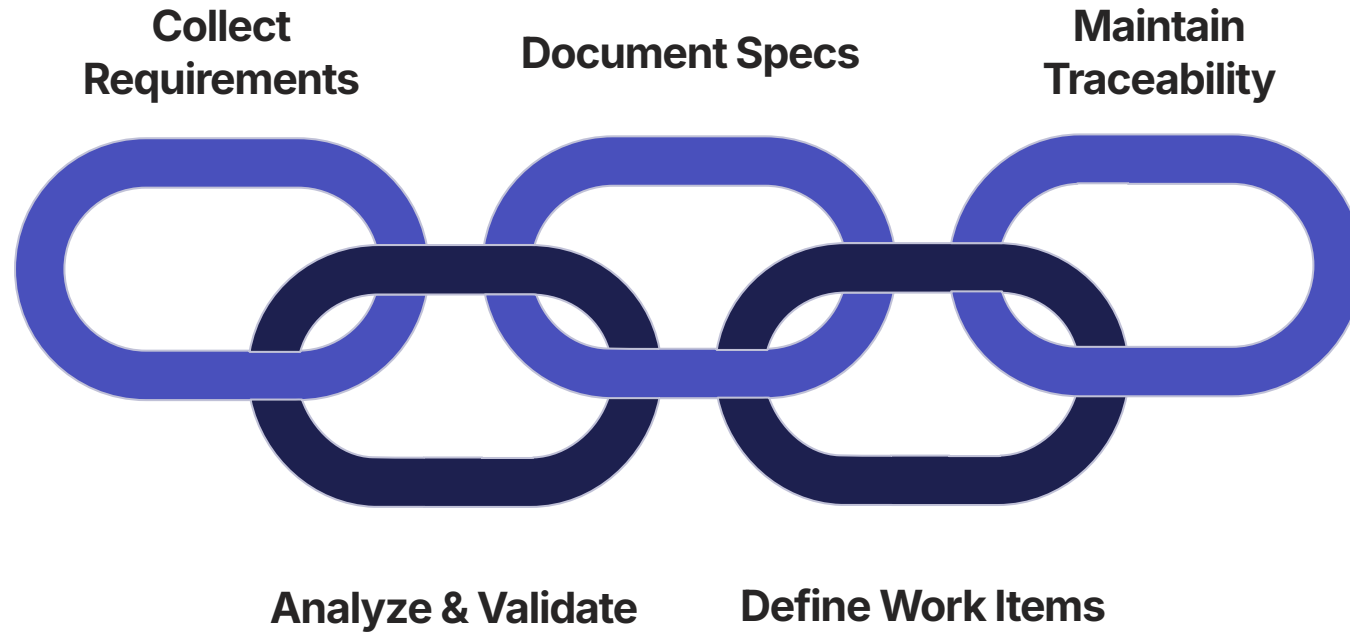 Collect
Requirements
Document Specs
Maintain
Traceability
Analyze & Validate
Define Work Items